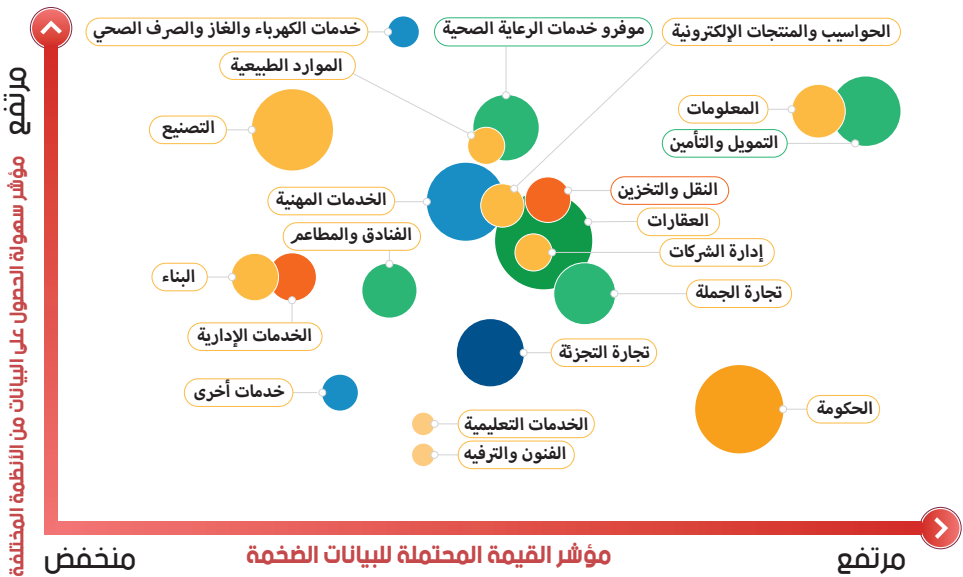 خدمات الكهرباء والغاز والصرف الصحي
موفرو خدمات الرعاية الصحية
الحواسيب والمنتجات الإلكترونية
الموارد الطبيعية
المعلومات
التصنيع
التمويل والتأمين
النقل والتخزين
الخدمات المهنية
العقارات
الفنادق والمطاعم
إدارة الشركات
البناء
تجارة الجملة
الخدمات الإدارية
تجارة التجزئة
خدمات أخرى
الحكومة
الخدمات التعليمية
الفنون والترفيه
مرتفع
مؤشر سهولة الحصول على البيانات من الأنظمة المختلفة
منخفض
مؤشر القيمة المحتملة للبيانات الضخمة
مرتفع